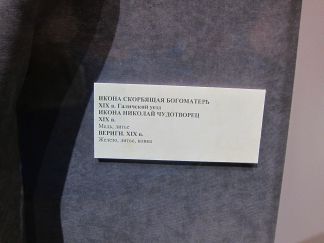 ИКОНА СКОРБЯЩАЯ БОГОМАТЕРЬ
XIX в. Галичский уезд
ИКОНА НИКОЛАЙ ЧУДОТВОРЕЦ
XIX в.
Медь, литье
ВЕРИГИ. XIX в.
Железо, литье, ковка